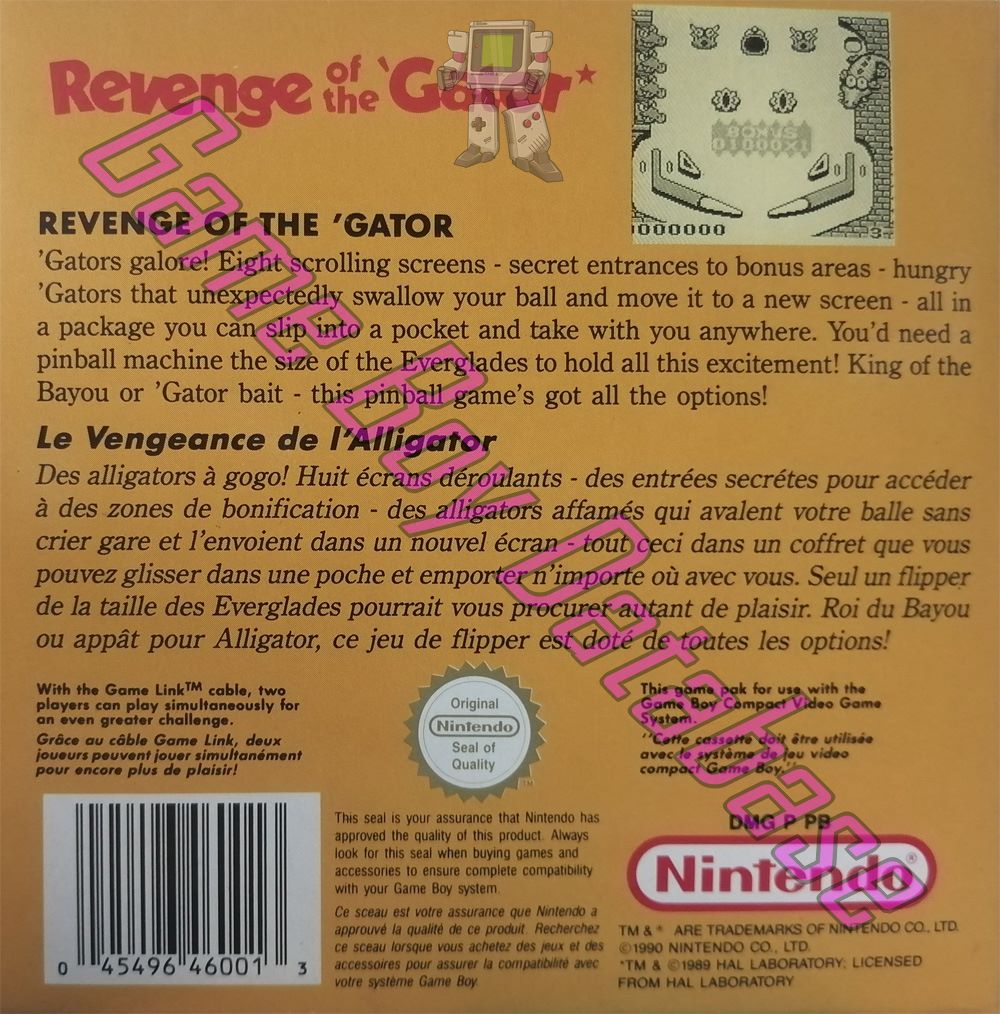 Revenge of the 'Gator*
BONUS
01000X1
000000
3
REVENGE OF THE 'GATOR
'Gators galore! Eight scrolling screens - secret entrances to bonus areas - hungry
'Gators that unexpectedly swallow your ball and move it to a new screen - all in
a package you can slip into a pocket and take with you anywhere. You'd need a
pinball machine the size of the Everglades to hold all this excitement! King of the
Bayou or 'Gator bait - this pinball game's got all the options!
Le Vengeance de l'Alligator
Des alligators à gogo! Huit écrans déroulants - des entrées secrétes pour accéder
à des zones de bonification - des alligators affamés qui avalent votre balle sans
crier gare et l'envoient dans un nouvel écran - tout ceci dans un coffret que vous
pouvez glisser dans une poche et emporter n'importe où avec vous. Seul un flipper
de la taille des Everglades pourrait vous procurer autant de plaisir. Roi du Bayou
ou appât pour Alligator, ce jeu de flipper est doté de toutes les options!
With the Game Link™ cable, two
players can play simultaneously for
an even greater challenge.
Grâce au câble Game Link, deux
joueurs peuvent jouer simultanément
pour encore plus de plaisir!
Original
Nintendo
Seal of
Quality
TM
This game pak for use with the
Game Boy Compact Video Game
System.
"Cette cassette doit être utilisée
avec le système de jeu video
compact Game Boy."
0 45496 46001 3
This seal is your assurance that Nintendo has
approved the quality of this product. Always
look for this seal when buying games and
accessories to ensure complete compatibility
with your Game Boy system.
Ce sceau est votre assurance que Nintendo a
approuvé la qualité de ce produit. Recherchez
ce sceau lorsque vous achetez des jeux et des
accessoires pour assurer la compatibilité avec
votre système Game Boy.
DMG P PB
Nintendo®
TM & * ARE TRADEMARKS OF NINTENDO CO., LTD.
©1990 NINTENDO CO., LTD.
*TM & ©1989 HAL LABORATORY; LICENSED
FROM HAL LABORATORY
Game Boy Database